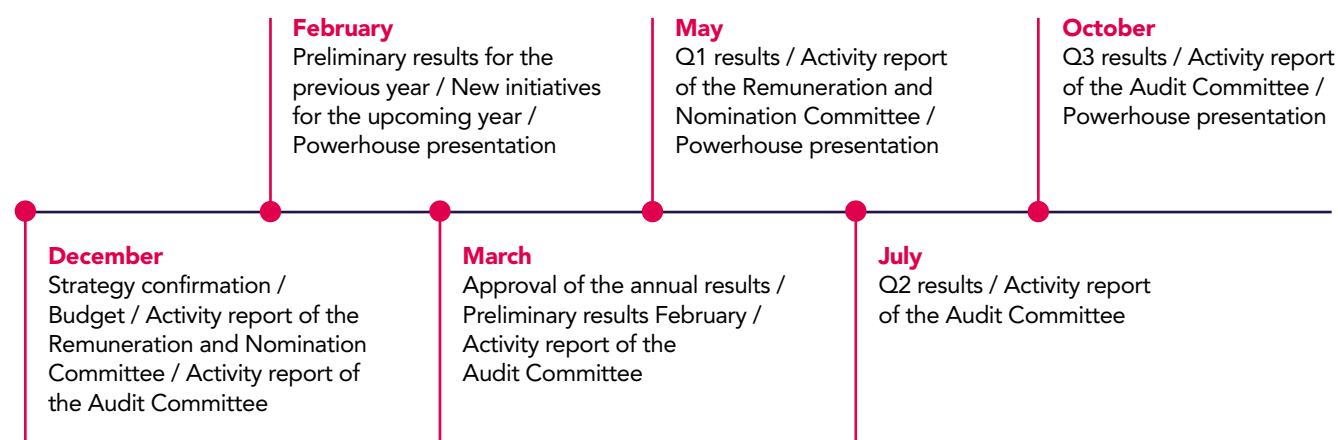 February
Preliminary results for the
previous year / New initiatives
for the upcoming year /
Powerhouse presentation
May
Q1 results / Activity report
of the Remuneration and
Nomination Committee /
Powerhouse presentation
October
Q3 results / Activity report
of the Audit Committee /
Powerhouse presentation
December
Strategy confirmation /
Budget / Activity report of the
Remuneration and Nomination
Committee / Activity report of
the Audit Committee
March
Approval of the annual results /
Preliminary results February /
Activity report of the
Audit Committee
July
Q2 results / Activity report
of the Audit Committee